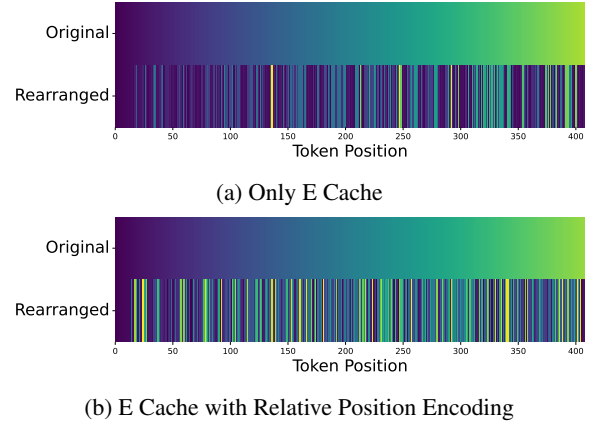 Original
Rearranged
0 50 100 150 200 250 300 350 400
Token Position
(a) Only E Cache
Original
Rearranged
0 50 100 150 200 250 300 350 400
Token Position
(b) E Cache with Relative Position Encoding